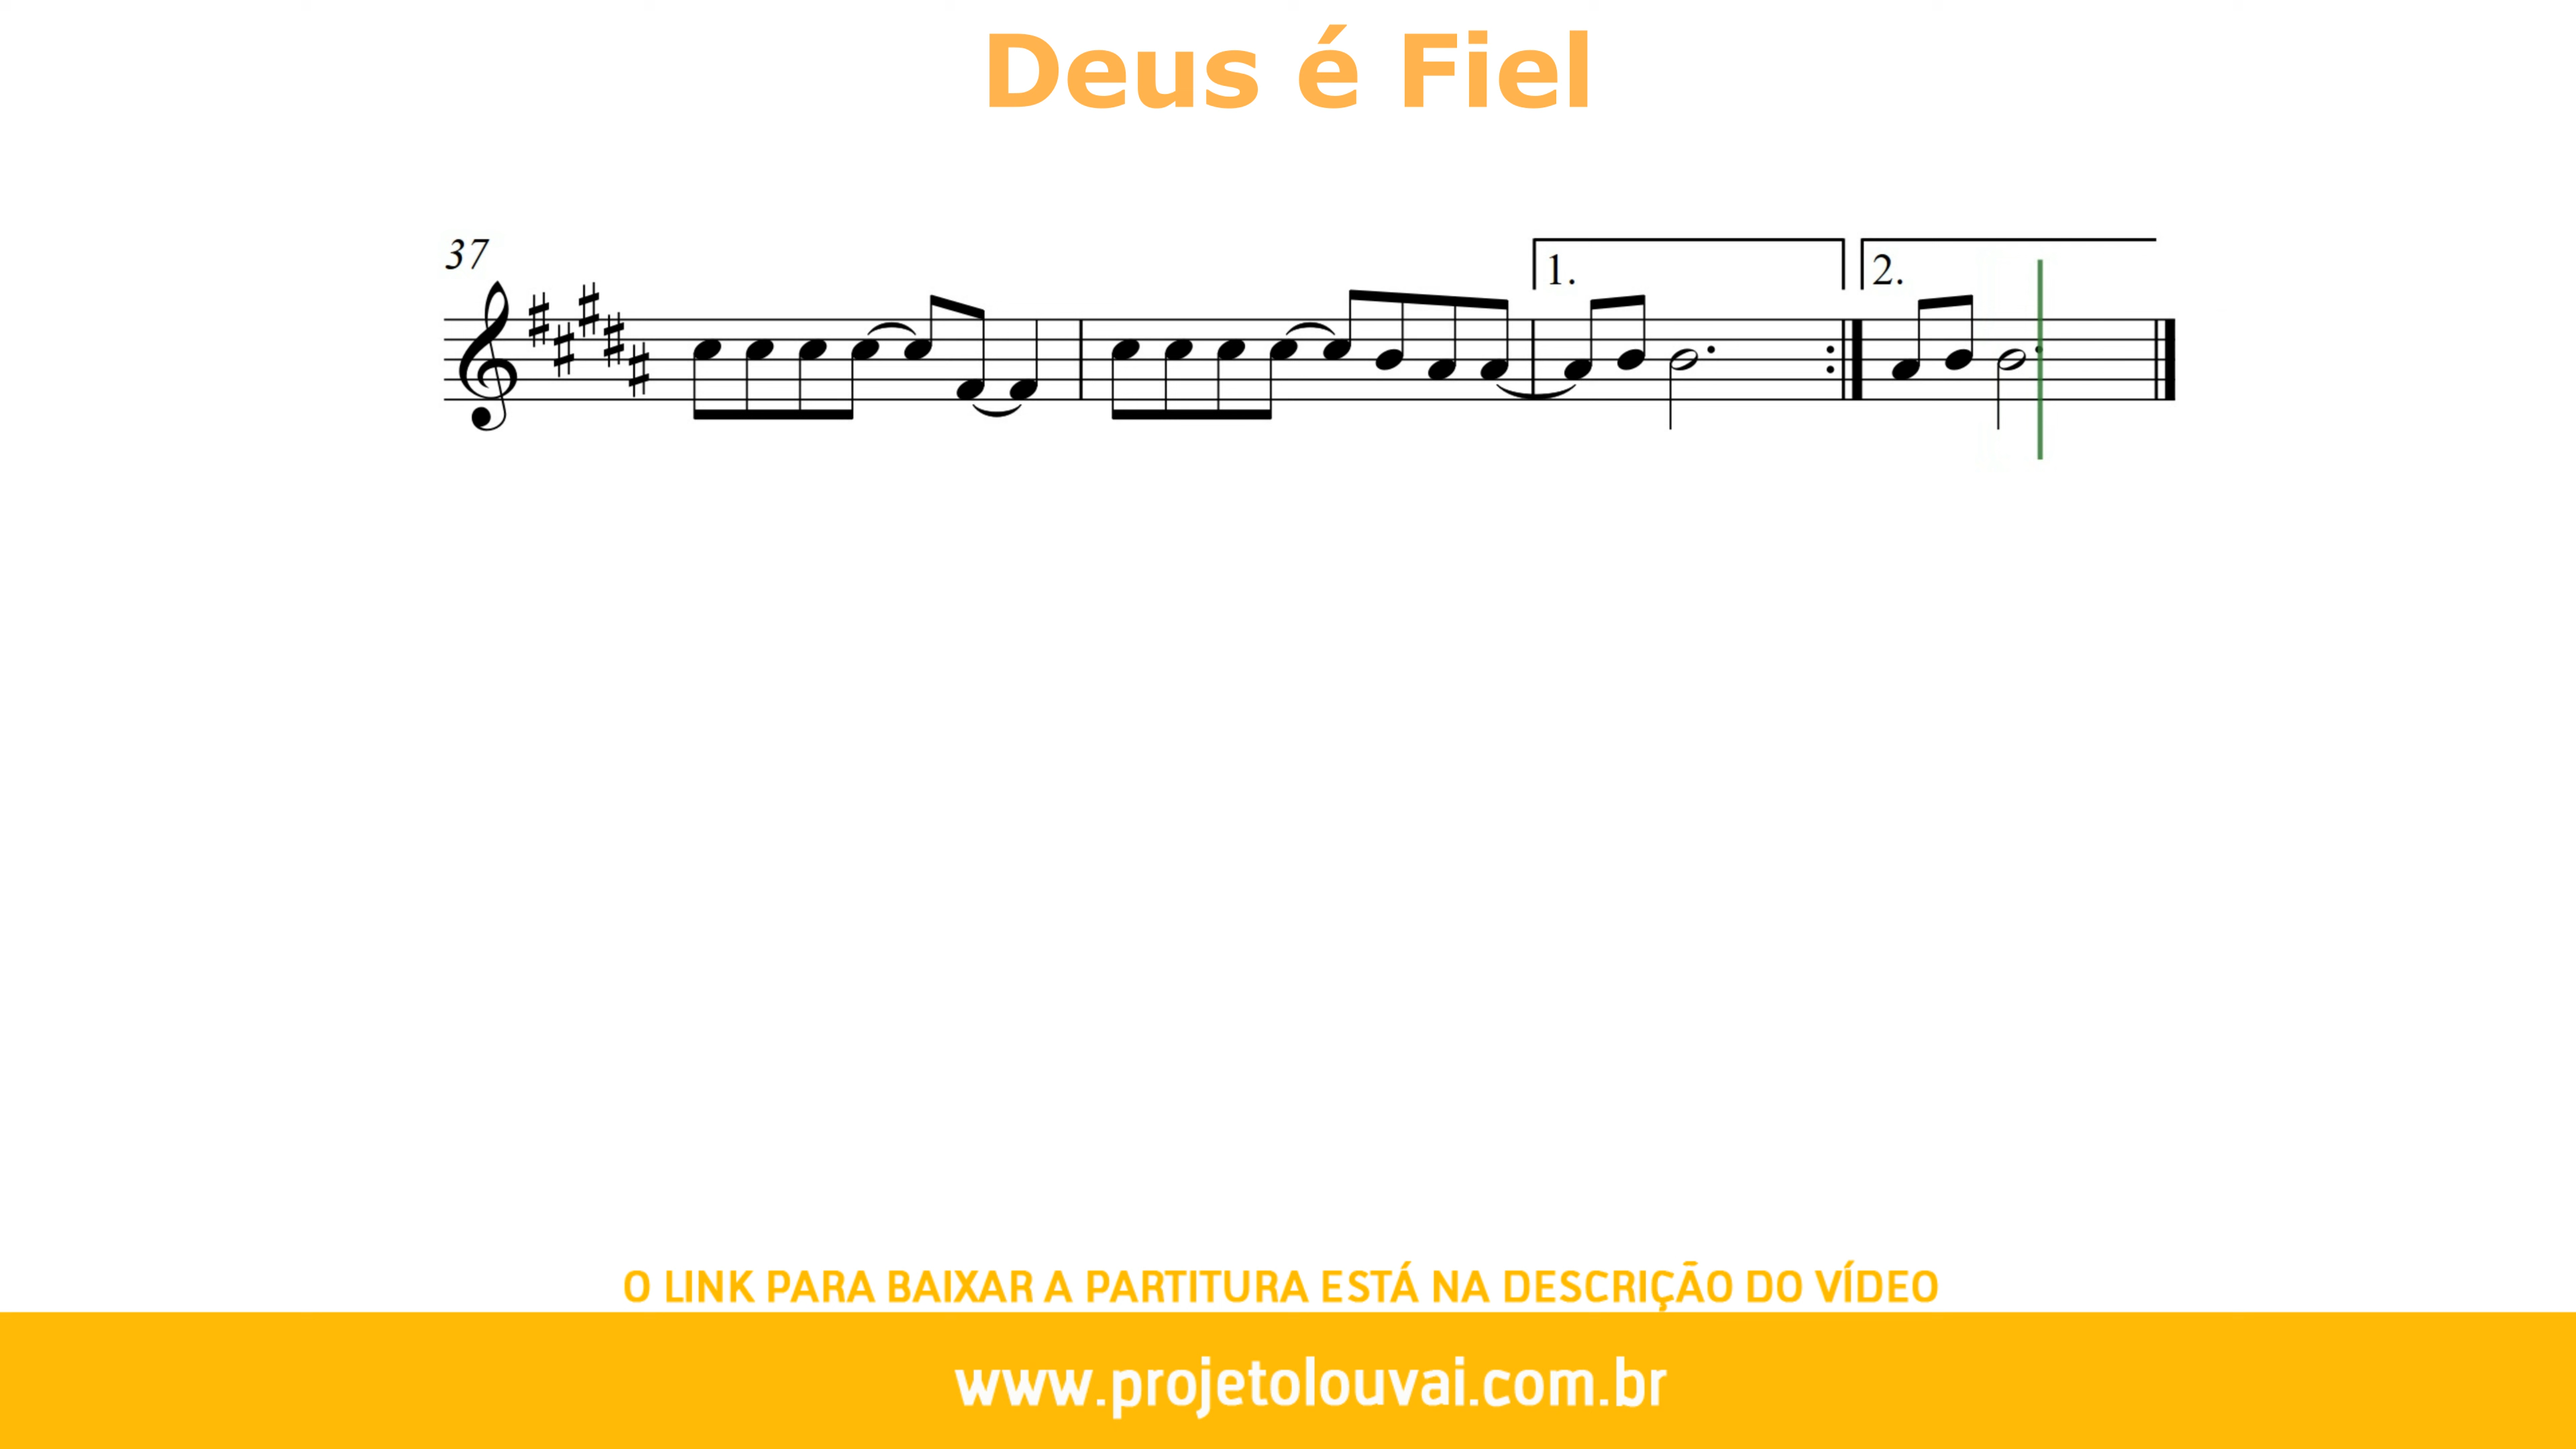 Deus é Fiel
37
1.
2.
O LINK PARA BAIXAR A PARTITURA ESTÁ NA DESCRIÇÃO DO VÍDEO
www.projetolouvai.com.br